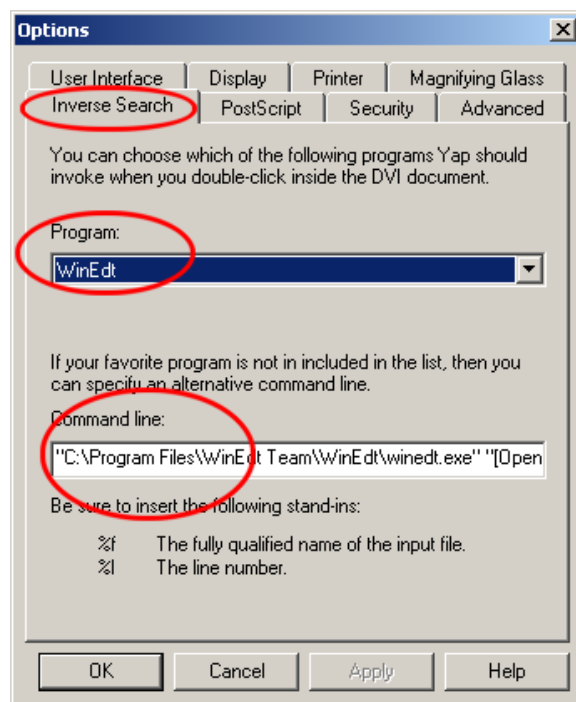 Options
User Interface Display Printer Magnifying Glass
Inverse Search PostScript Security Advanced
You can choose which of the following programs Yap should
invoke when you double-click inside the DVI document.
Program:
WinEdt
If your favorite program is not in included in the list, then you
can specify an alternative command line.
Command line:
"C:\Program Files\WinEdt Team\WinEdt\winedt.exe" "[Open
Be sure to insert the following stand-ins:
%f The fully qualified name of the input file.
%l The line number.
OK Cancel Apply Help